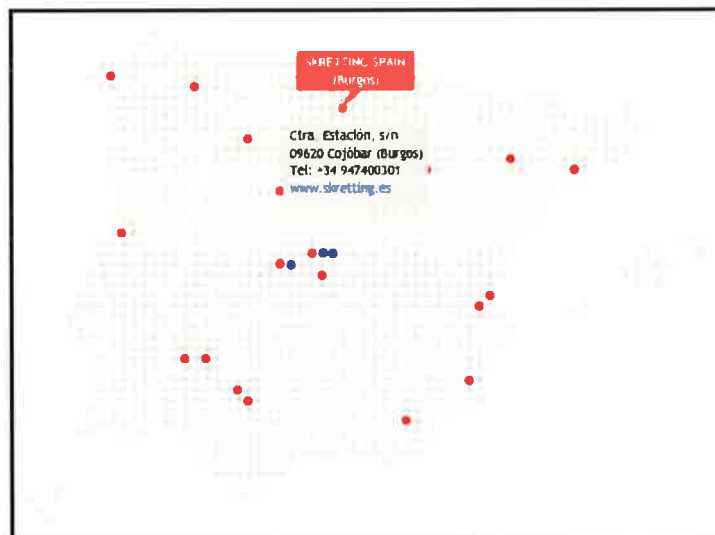 SKRETTING SPAIN
(Burgos)
Ctra. Estación, s/n
09620 Cojóbar (Burgos)
Tel: +34 947400301
www.skretting.es